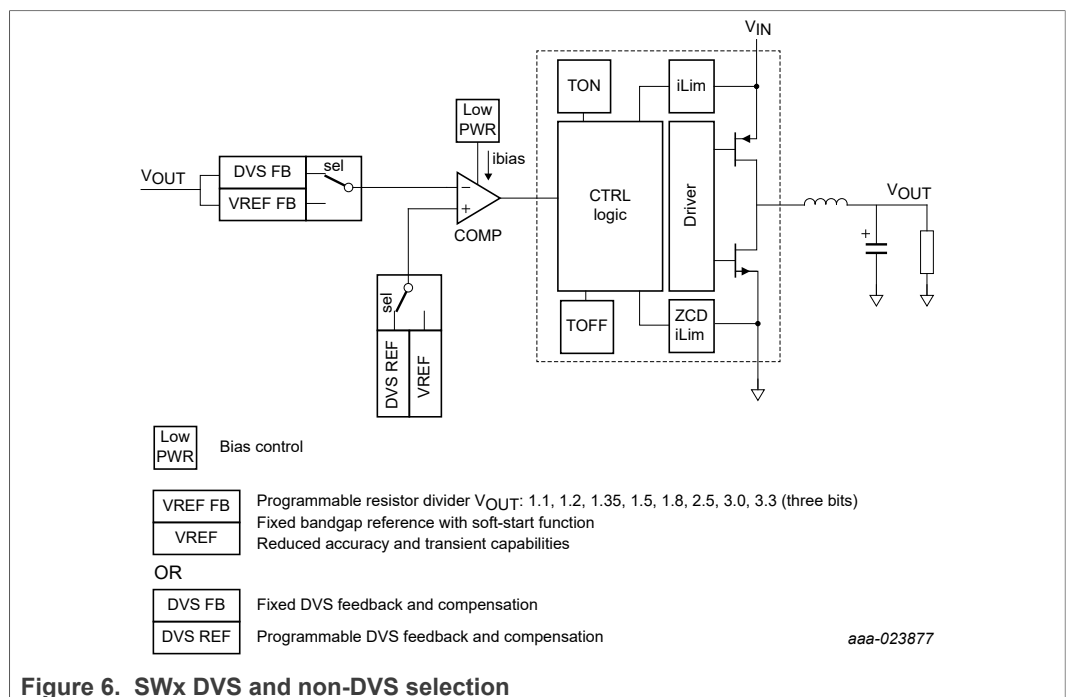 VIN
TON
iLim
Low
PWR
ibias
VOUT
DVS FB
sel
VREF FB
−
+
COMP
CTRL
logic
Driver
VOUT
+
sel
DVS REF
VREF
TOFF
ZCD
iLim
Low
PWR
Bias control
VREF FB
Programmable resistor divider VOUT: 1.1, 1.2, 1.35, 1.5, 1.8, 2.5, 3.0, 3.3 (three bits)
Fixed bandgap reference with soft-start function
VREF
Reduced accuracy and transient capabilities
OR
DVS FB
Fixed DVS feedback and compensation
DVS REF
Programmable DVS feedback and compensation
aaa-023877
Figure 6. SWx DVS and non-DVS selection